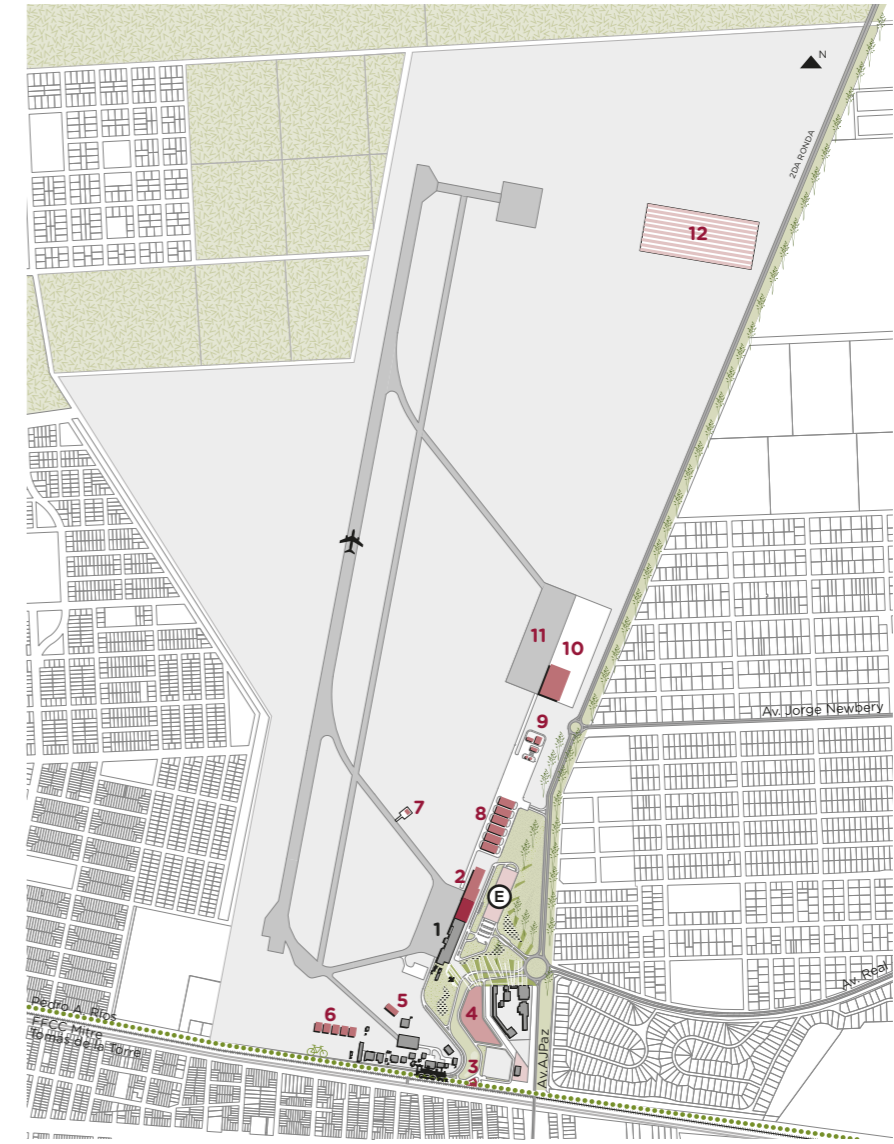 N
2DA RONDA
12
11
10
Av. Jorge Newbery
9
7
8
2
E
1
Av. Real
5
4
6
Pedro A. Ríos
FFCC Mitre
Tomás de la Torre
3
Av.AJPaz